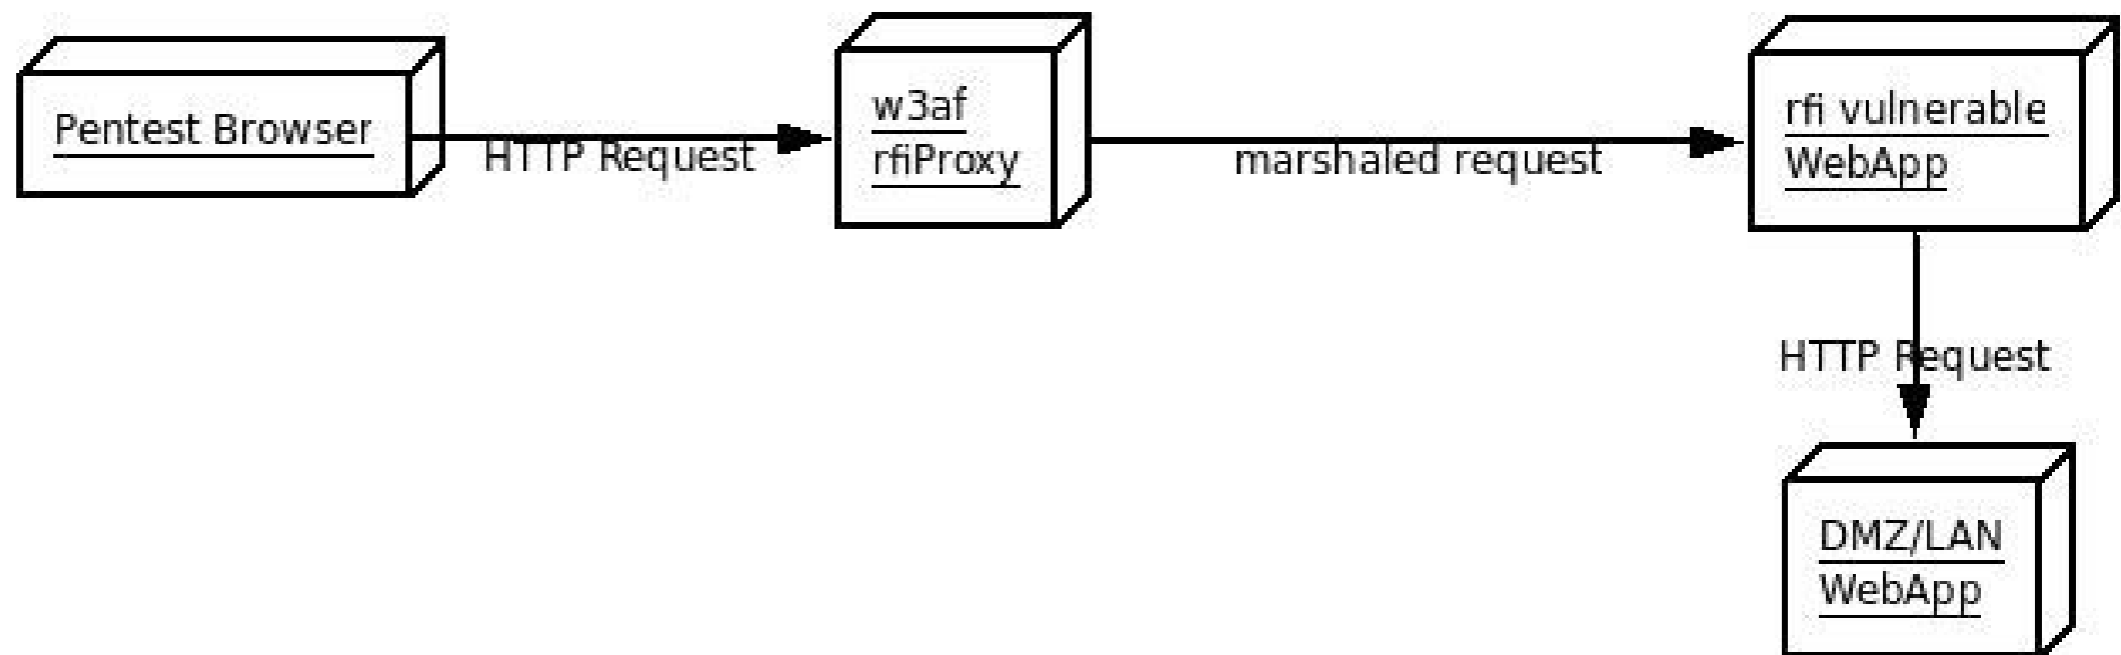 Pentest Browser
HTTP Request
w3af
rfiProxy
marshaled request
rfi vulnerable
WebApp
HTTP Request
DMZ/LAN
WebApp